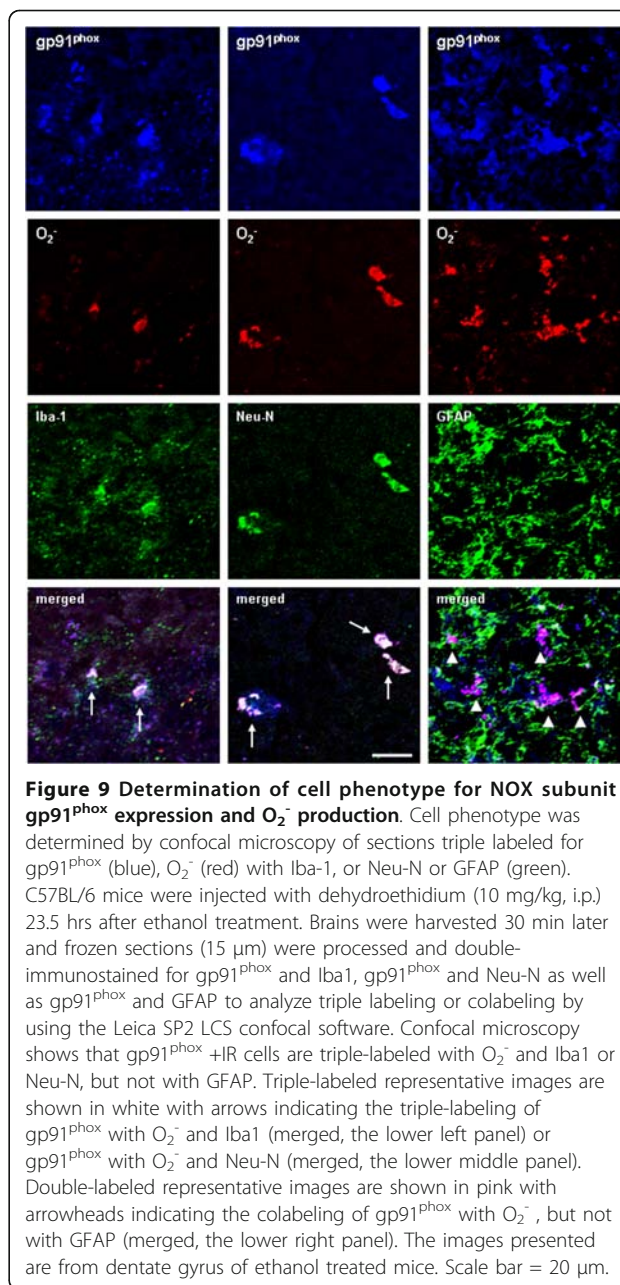 gp91phox gp91phox gp91phox
O2- O2- O2-
Iba-1 Neu-N GFAP
merged merged merged
Figure 9 Determination of cell phenotype for NOX subunit
gp91phox expression and O2- production. Cell phenotype was
determined by confocal microscopy of sections triple labeled for
gp91phox (blue), O2- (red) with Iba-1, or Neu-N or GFAP (green).
C57BL/6 mice were injected with dehydroethidium (10 mg/kg, i.p.)
23.5 hrs after ethanol treatment. Brains were harvested 30 min later
and frozen sections (15 μm) were processed and double-
immunostained for gp91phox and Iba1, gp91phox and Neu-N as well
as gp91phox and GFAP to analyze triple labeling or colabeling by
using the Leica SP2 LCS confocal software. Confocal microscopy
shows that gp91phox +IR cells are triple-labeled with O2- and Iba1 or
Neu-N, but not with GFAP. Triple-labeled representative images are
shown in white with arrows indicating the triple-labeling of
gp91phox with O2- and Iba1 (merged, the lower left panel) or
gp91phox with O2- and Neu-N (merged, the lower middle panel).
Double-labeled representative images are shown in pink with
arrowheads indicating the colabeling of gp91phox with O2- , but not
with GFAP (merged, the lower right panel). The images presented
are from dentate gyrus of ethanol treated mice. Scale bar = 20 μm.